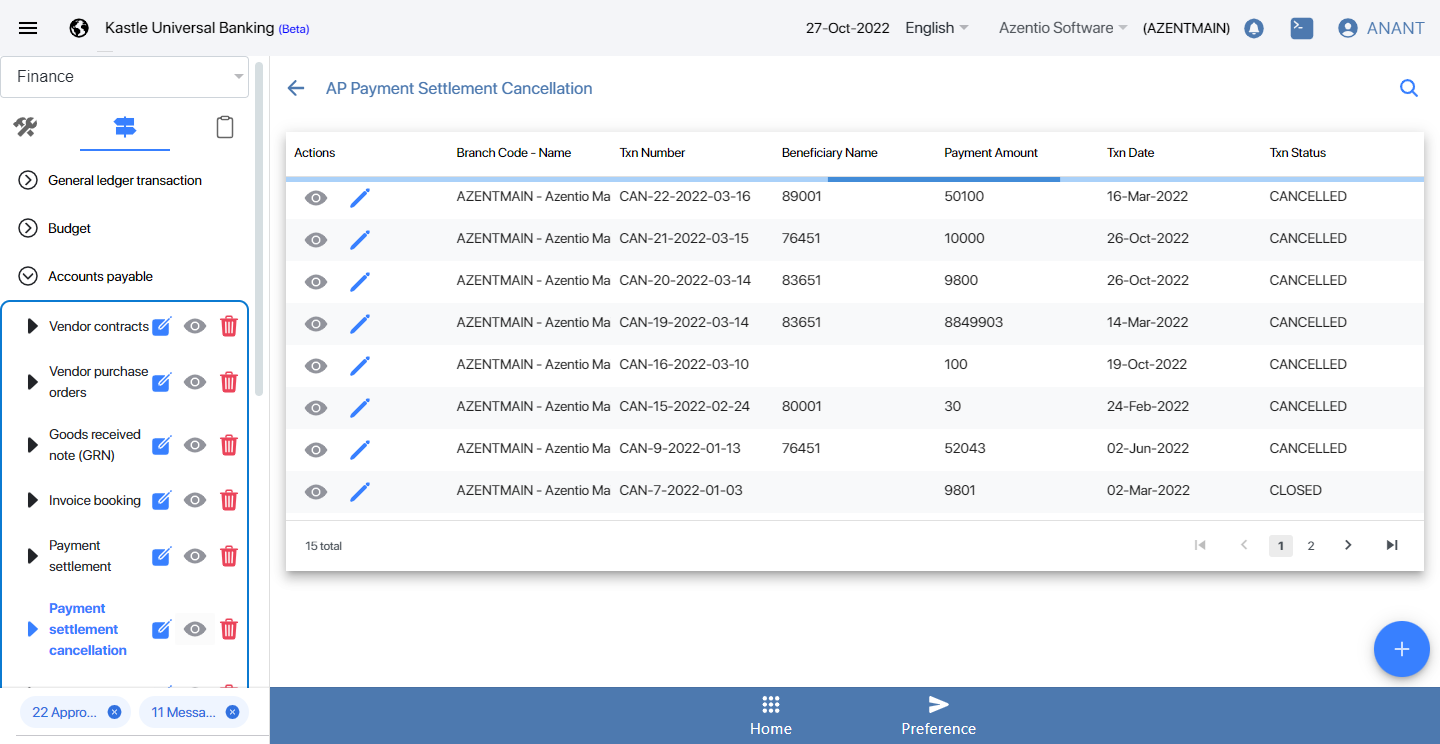 Kastle Universal Banking (Beta)
27-Oct-2022 English Azentio Software (AZENTMAIN) ANANT
Finance
AP Payment Settlement Cancellation
General ledger transaction
Budget
Accounts payable
Vendor contracts
Vendor purchase
orders
Goods received
note (GRN)
Invoice booking
Payment
settlement
Payment
settlement
cancellation
22 Appro...
11 Messa...
Actions Branch Code - Name Txn Number Beneficiary Name Payment Amount Txn Date Txn Status
AZENTMAIN - Azentio Ma CAN-22-2022-03-16 89001 50100 16-Mar-2022 CANCELLED
AZENTMAIN - Azentio Ma CAN-21-2022-03-15 76451 10000 26-Oct-2022 CANCELLED
AZENTMAIN - Azentio Ma CAN-20-2022-03-14 83651 9800 26-Oct-2022 CANCELLED
AZENTMAIN - Azentio Ma CAN-19-2022-03-14 83651 8849903 14-Mar-2022 CANCELLED
AZENTMAIN - Azentio Ma CAN-16-2022-03-10 100 19-Oct-2022 CANCELLED
AZENTMAIN - Azentio Ma CAN-15-2022-02-24 80001 30 24-Feb-2022 CANCELLED
AZENTMAIN - Azentio Ma CAN-9-2022-01-13 76451 52043 02-Jun-2022 CANCELLED
AZENTMAIN - Azentio Ma CAN-7-2022-01-03 9801 02-Mar-2022 CLOSED
15 total
1 2
Home
Preference